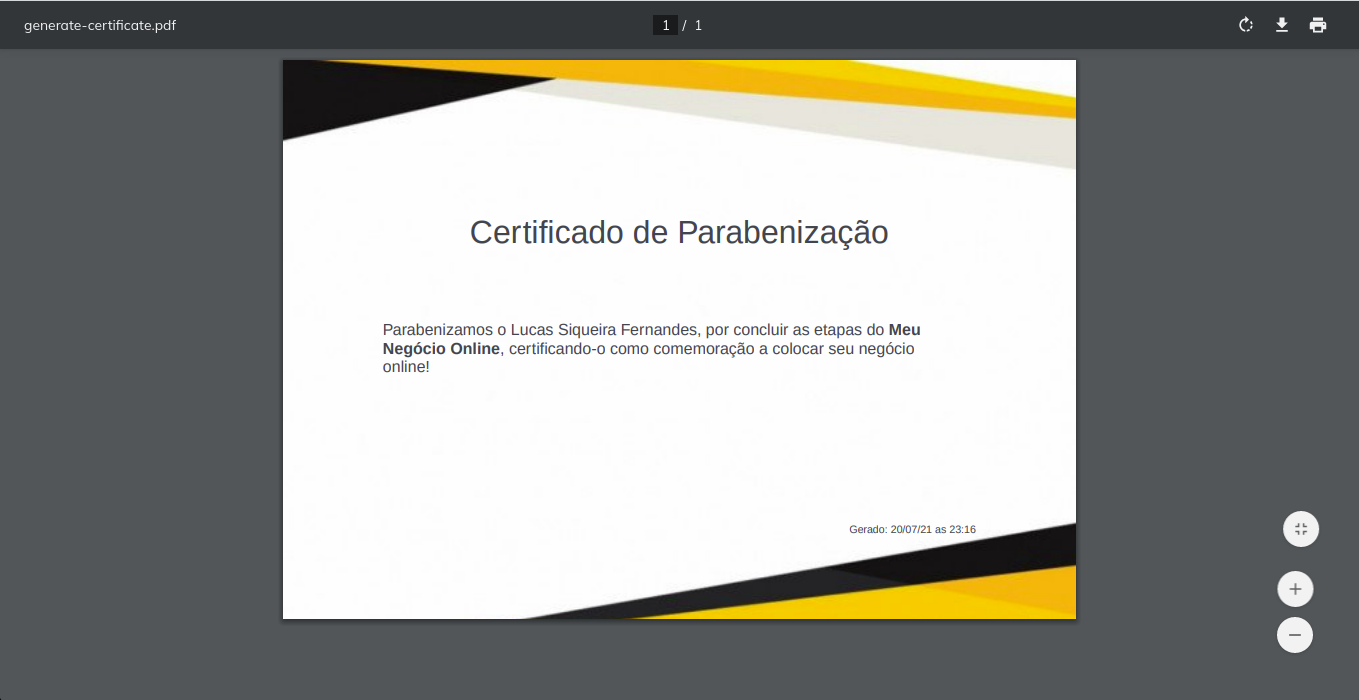 generate-certificate.pdf
1 / 1
Certificado de Parabenização
Parabenizamos o Lucas Siqueira Fernandes, por concluir as etapas do Meu
Negócio Online, certificando-o como comemoração a colocar seu negócio
online!
Gerado: 20/07/21 as 23:16